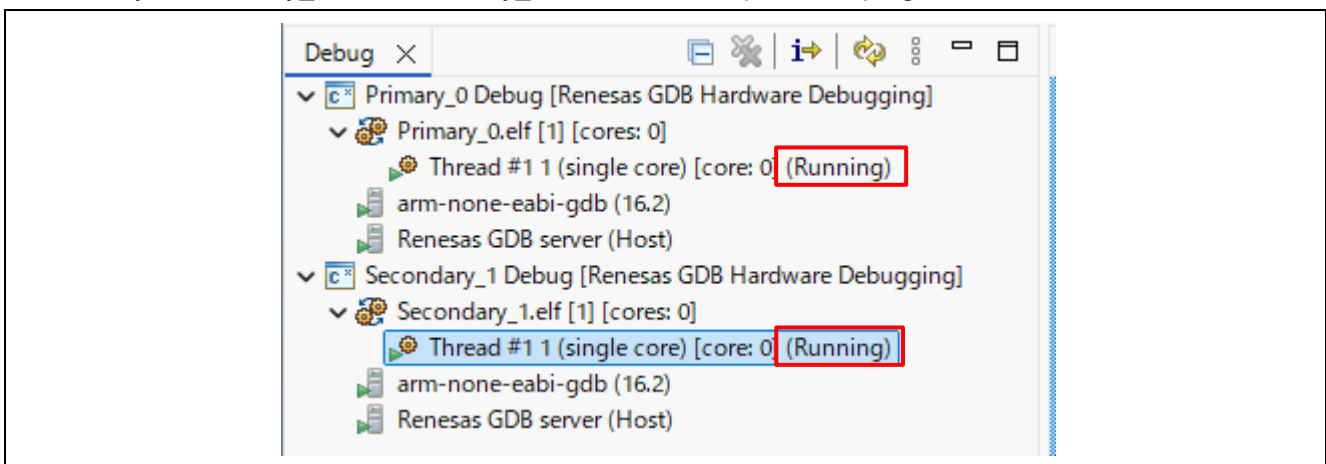 Debug
Primary_0 Debug [Renesas GDB Hardware Debugging]
Primary_0.elf [1] [cores: 0]
Thread #1 1 (single core) [core: 0] (Running)
arm-none-eabi-gdb (16.2)
Renesas GDB server (Host)
Secondary_1 Debug [Renesas GDB Hardware Debugging]
Secondary_1.elf [1] [cores: 0]
Thread #1 1 (single core) [core: 0] (Running)
arm-none-eabi-gdb (16.2)
Renesas GDB server (Host)